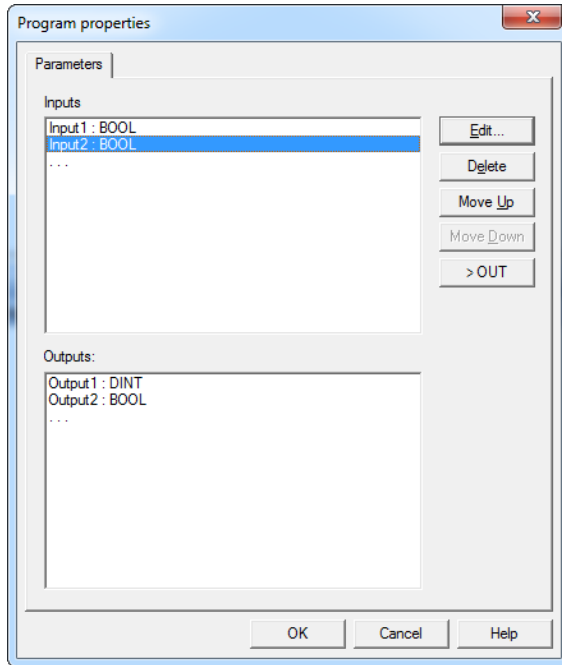 Program properties
Parameters
Inputs
Input1 : BOOL
Input2 : BOOL
. . .
Edit...
Delete
Move Up
Move Down
> OUT
Outputs:
Output1 : DINT
Output2 : BOOL
. . .
OK
Cancel
Help